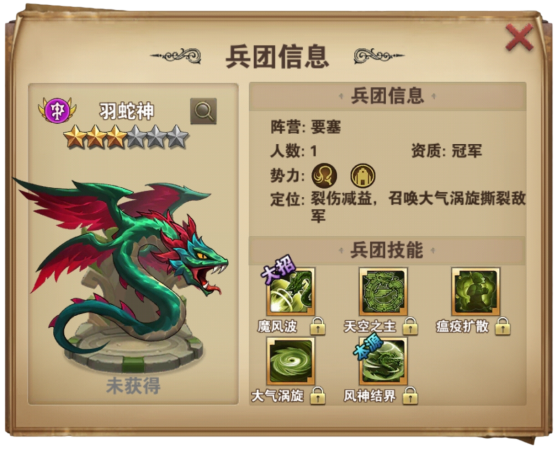 兵团信息
羽蛇神
未获得
兵团信息
阵营: 要塞
人数: 1 资质: 冠军
势力:
定位: 裂伤减益，召唤大气涡旋撕裂敌
军
兵团技能
大招
魔风波 天空之主 瘟疫扩散
本源
大气涡旋 风神结界